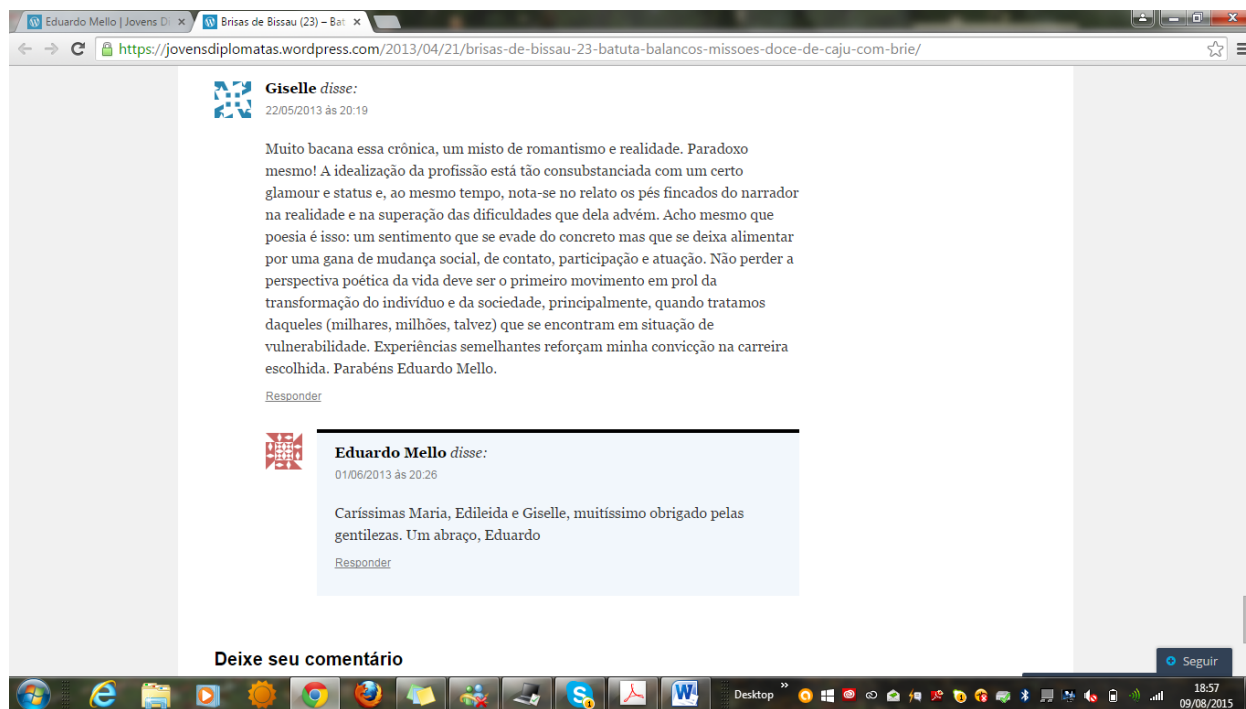 Eduardo Mello | Jovens Di
Brisas de Bissau (23) – Bat
https://jovensdiplomatas.wordpress.com/2013/04/21/brisas-de-bissau-23-batuta-balancos-missoes-doce-de-caju-com-brie/
Giselle disse:
22/05/2013 às 20:19
Muito bacana essa crônica, um misto de romantismo e realidade. Paradoxo
mesmo! A idealização da profissão está tão consubstanciada com um certo
glamour e status e, ao mesmo tempo, nota-se no relato os pés fincados do narrador
na realidade e na superação das dificuldades que dela advém. Acho mesmo que
poesia é isso: um sentimento que se evade do concreto mas que se deixa alimentar
por uma gana de mudança social, de contato, participação e atuação. Não perder a
perspectiva poética da vida deve ser o primeiro movimento em prol da
transformação do indivíduo e da sociedade, principalmente, quando tratamos
daqueles (milhares, milhões, talvez) que se encontram em situação de
vulnerabilidade. Experiências semelhantes reforçam minha convicção na carreira
escolhida. Parabéns Eduardo Mello.
Responder
Eduardo Mello disse:
01/06/2013 às 20:26
Caríssimas Maria, Edileida e Giselle, muitíssimo obrigado pelas
gentilezas. Um abraço, Eduardo
Responder
Deixe seu comentário
Seguir
Desktop
18:57
09/08/2015